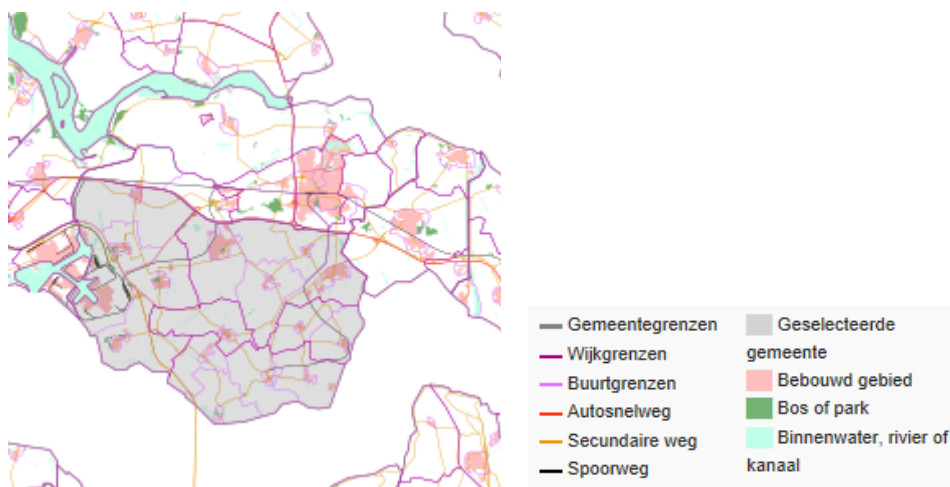 Gemeentegrenzen
Wijkgrenzen
Buurtgrenzen
Autosnelweg
Secundaire weg
Spoorweg
Geselecteerde
gemeente
Bebouwd gebied
Bos of park
Binnenwater, rivier of
kanaal